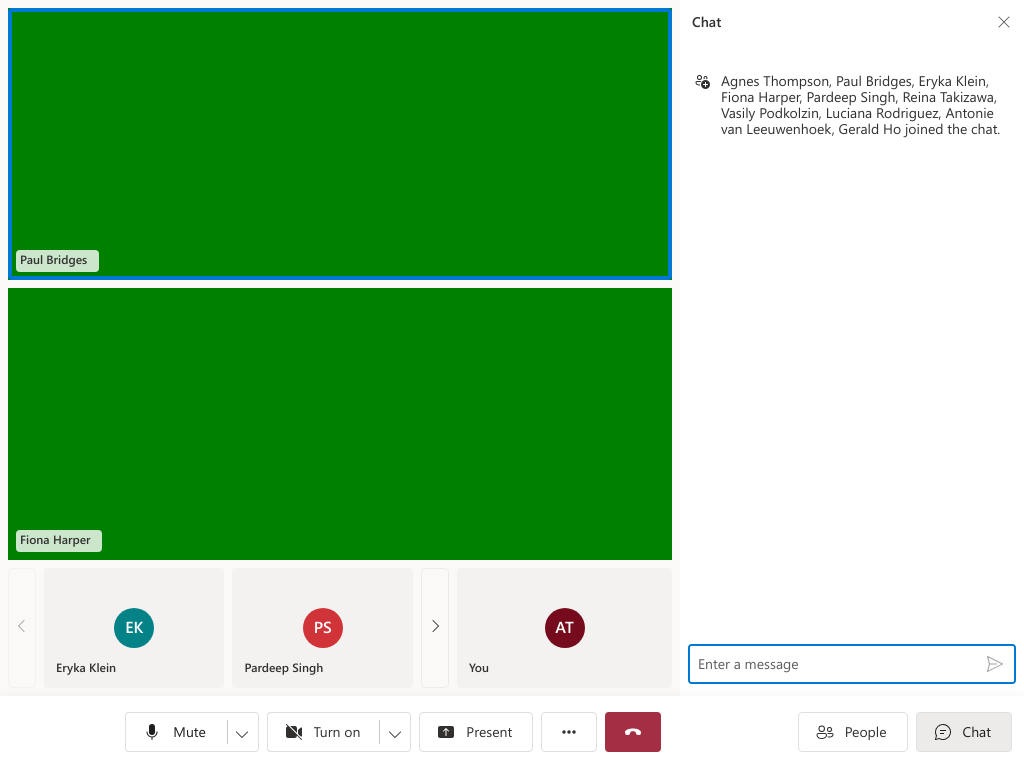 Paul Bridges
Fiona Harper
EK
Eryka Klein
PS
Pardeep Singh
AT
You
Chat
Agnes Thompson, Paul Bridges, Eryka Klein,
Fiona Harper, Pardeep Singh, Reina Takizawa,
Vasily Podkolzin, Luciana Rodriguez, Antonie
van Leeuwenhoek, Gerald Ho joined the chat.
Enter a message
Mute
Turn on
Present
People
Chat